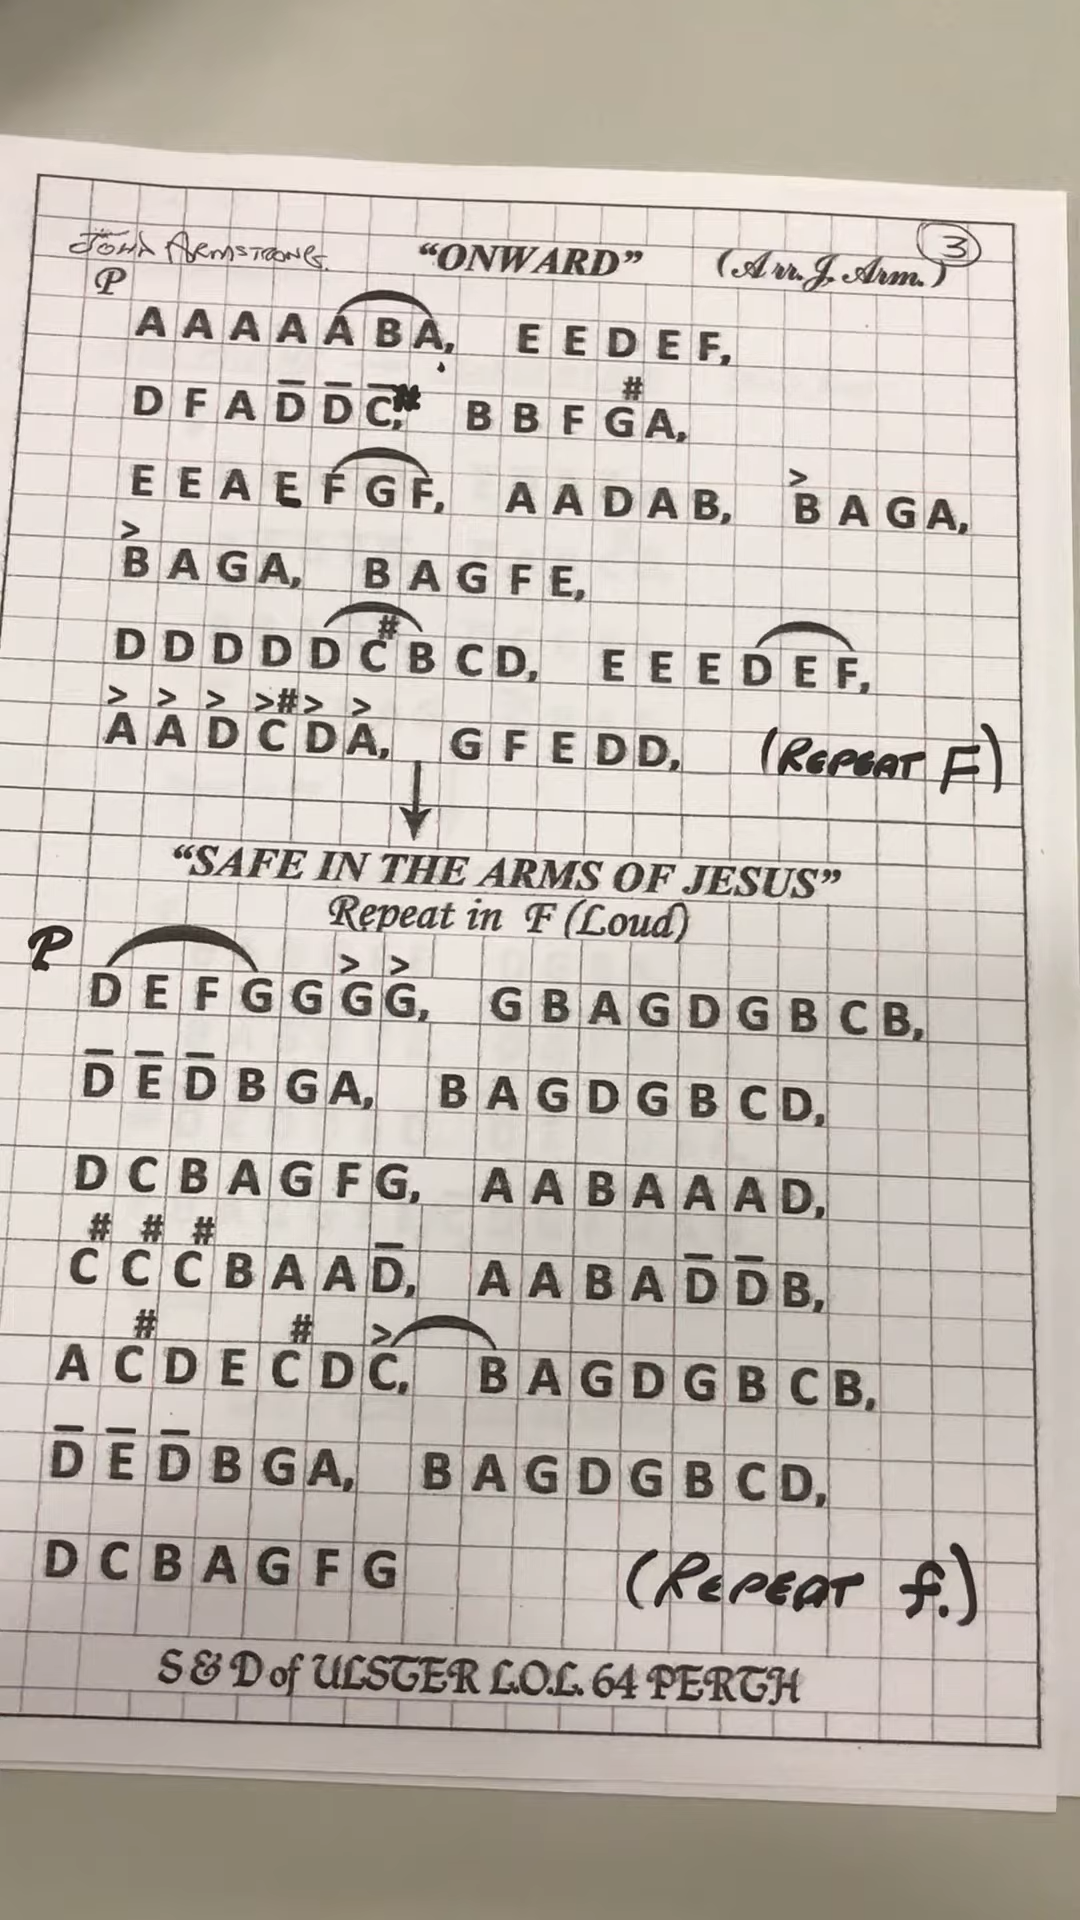 3
JOHN ARMSTRONG. "ONWARD" (Arr. J. Arm.)
P
A A A A A B A, E E D E F,
D F A D̅ D̅ C̅#, B B F G# A,
E E A E F G F, A A D A B, >B A G A,
>B A G A, B A G F E,
D D D D D C# B C D, E E E D E F,
>A >A >D >C# >D >A, G F E D D, (REPEAT F)
"SAFE IN THE ARMS OF JESUS"
Repeat in F (Loud)
P
D E F G G >G >G, G B A G D G B C B,
D̅ E̅ D̅ B G A, B A G D G B C D,
D C B A G F G, A A B A A A D,
C# C# C# B A A D̅, A A B A D̅ D̅ B,
A C# D E C# D >C, B A G D G B C B,
D̅ E̅ D̅ B G A, B A G D G B C D,
D C B A G F G (REPEAT f.)
S & D of ULSTER L.O.L. 64 PERTH